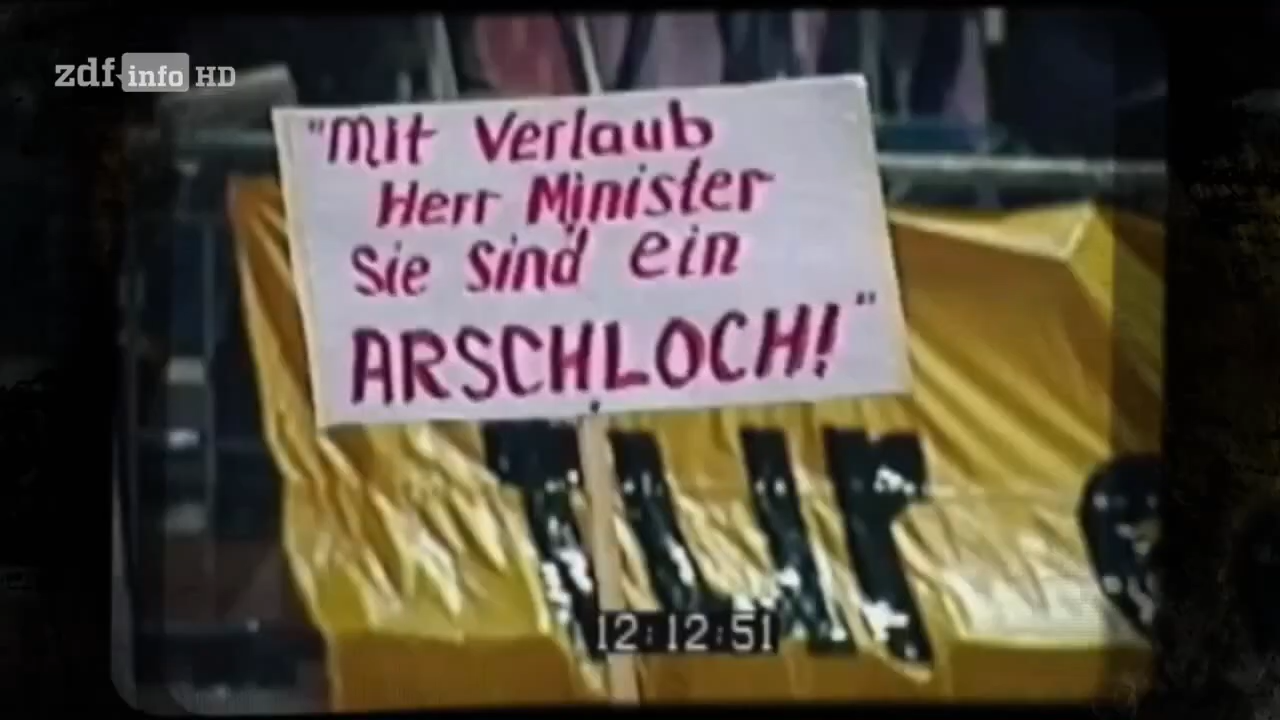 zdf info HD
"Mit Verlaub
Herr Minister
Sie sind ein
ARSCHLOCH!"
12:12:51